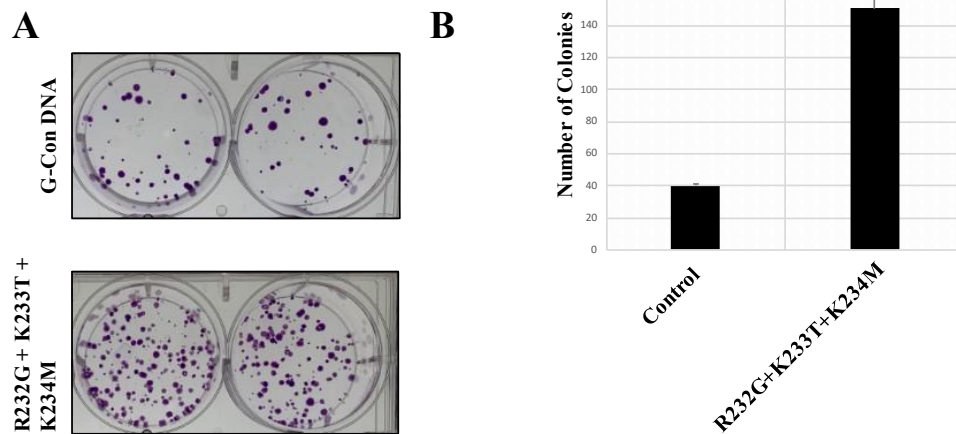 A
B
G-Con DNA
R232G + K233T +
K234M
Number of Colonies
140
120
100
80
60
40
20
0
Control
R232G+K233T+K234M